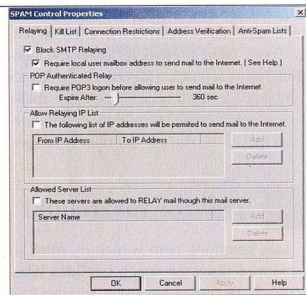 SPAM Control Properties
Relaying
Kill List
Connection Restrictions
Address Verification
Anti-Spam Lists
Block SMTP Relaying
Require local user mailbox address to send mail to the Internet. ( See Help )
POP Authenticated Relay
Require POP3 logon before allowing user to send mail to the Internet
Expire After:
360 sec
Allow Relaying IP List
The following list of IP addresses will be permited to send mail to the Internet.
From IP Address
To IP Address
Add
Delete
Allowed Server List
These servers are allowed to RELAY mail though this mail server.
Server Name
Add
Delete
OK
Cancel
Apply
Help